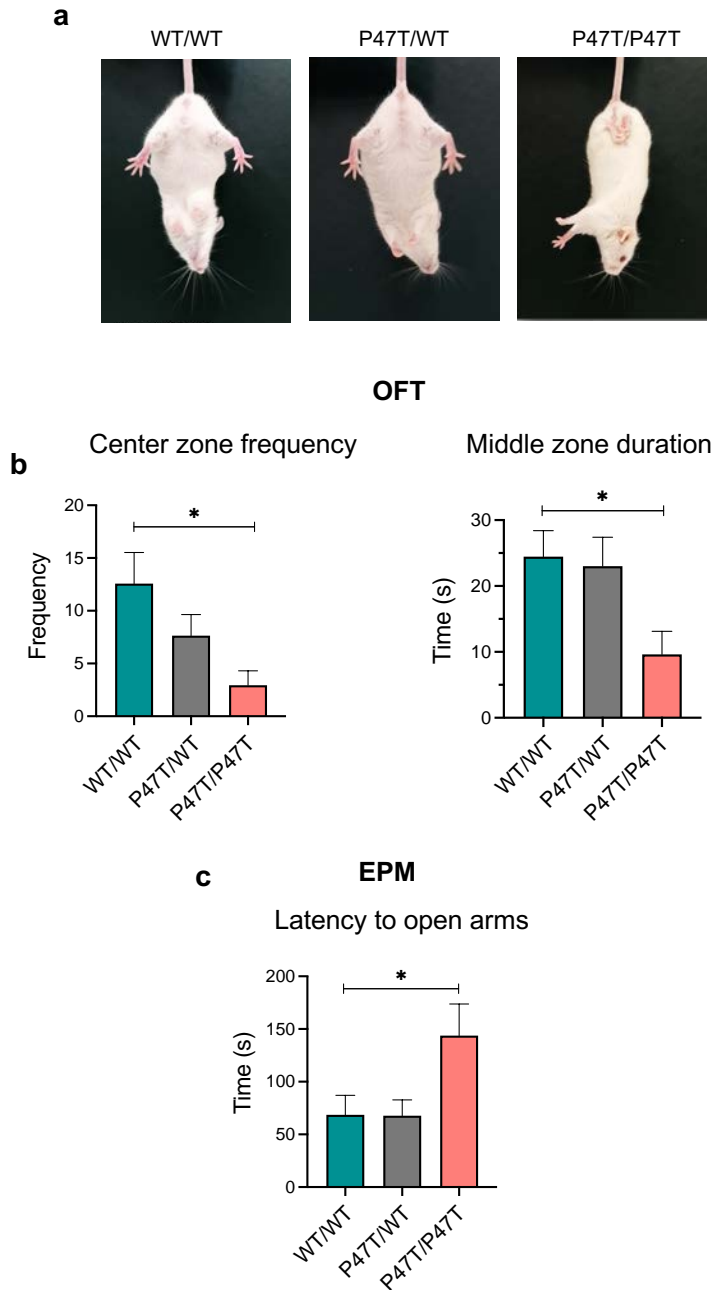 a
WT/WT P47T/WT P47T/P47T
OFT
b
Center zone frequency
Frequency
20
15
10
5
0
*
WT/WT
P47T/WT
P47T/P47T
Middle zone duration
Time (s)
30
20
10
0
*
WT/WT
P47T/WT
P47T/P47T
c
EPM
Latency to open arms
Time (s)
200
150
100
50
0
*
WT/WT
P47T/WT
P47T/P47T